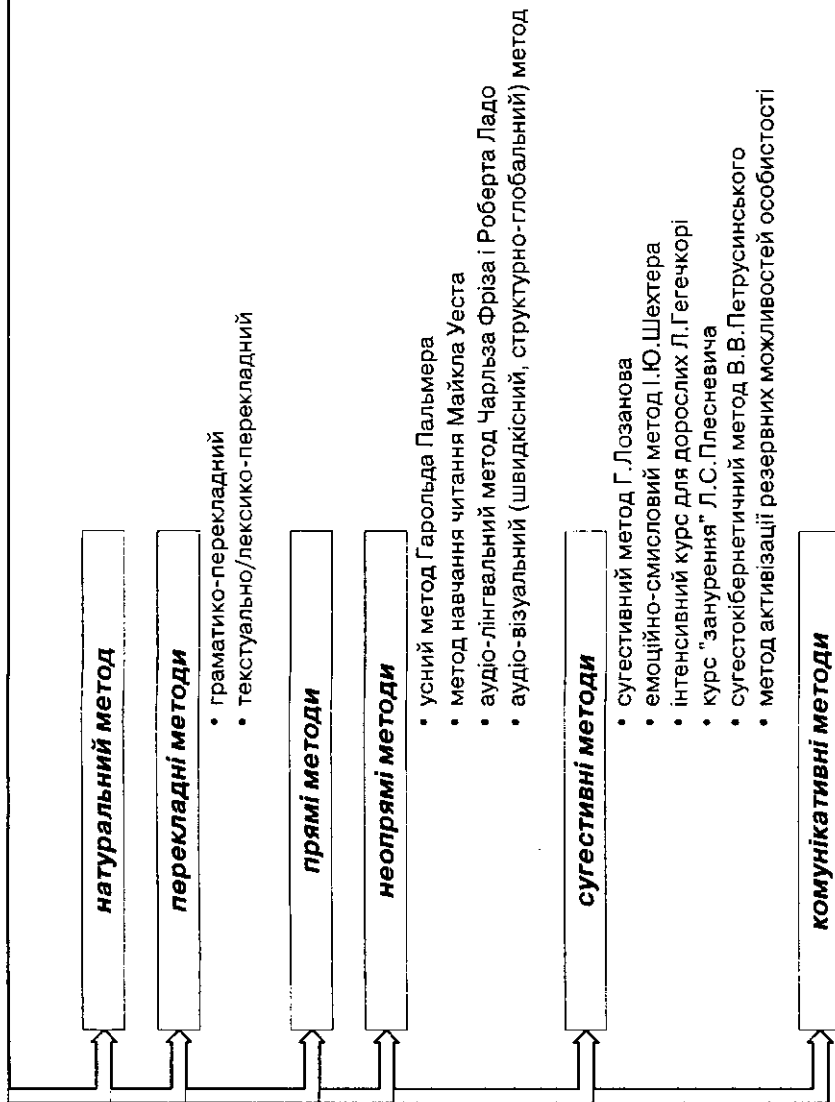 натуральний метод
перекладні методи
• граматико-перекладний
• текстуально/лексико-перекладний
прямі методи
неопрямі методи
• усний метод Гарольда Пальмера
• метод навчання читання Майкла Уеста
• аудіо-лінгвальний метод Чарльза Фріза і Роберта Ладо
• аудіо-візуальний (швидкісний, структурно-глобальний) метод
сугестивні методи
• сугестивний метод Г.Лозанова
• емоційно-смисловий метод І.Ю.Шехтера
• інтенсивний курс для дорослих Л.Гегечкорі
• курс "занурення" Л.С.Плесневича
• сугестокібернетичний метод В.В.Петрусинського
• метод активізації резервних можливостей особистості
комунікативні методи